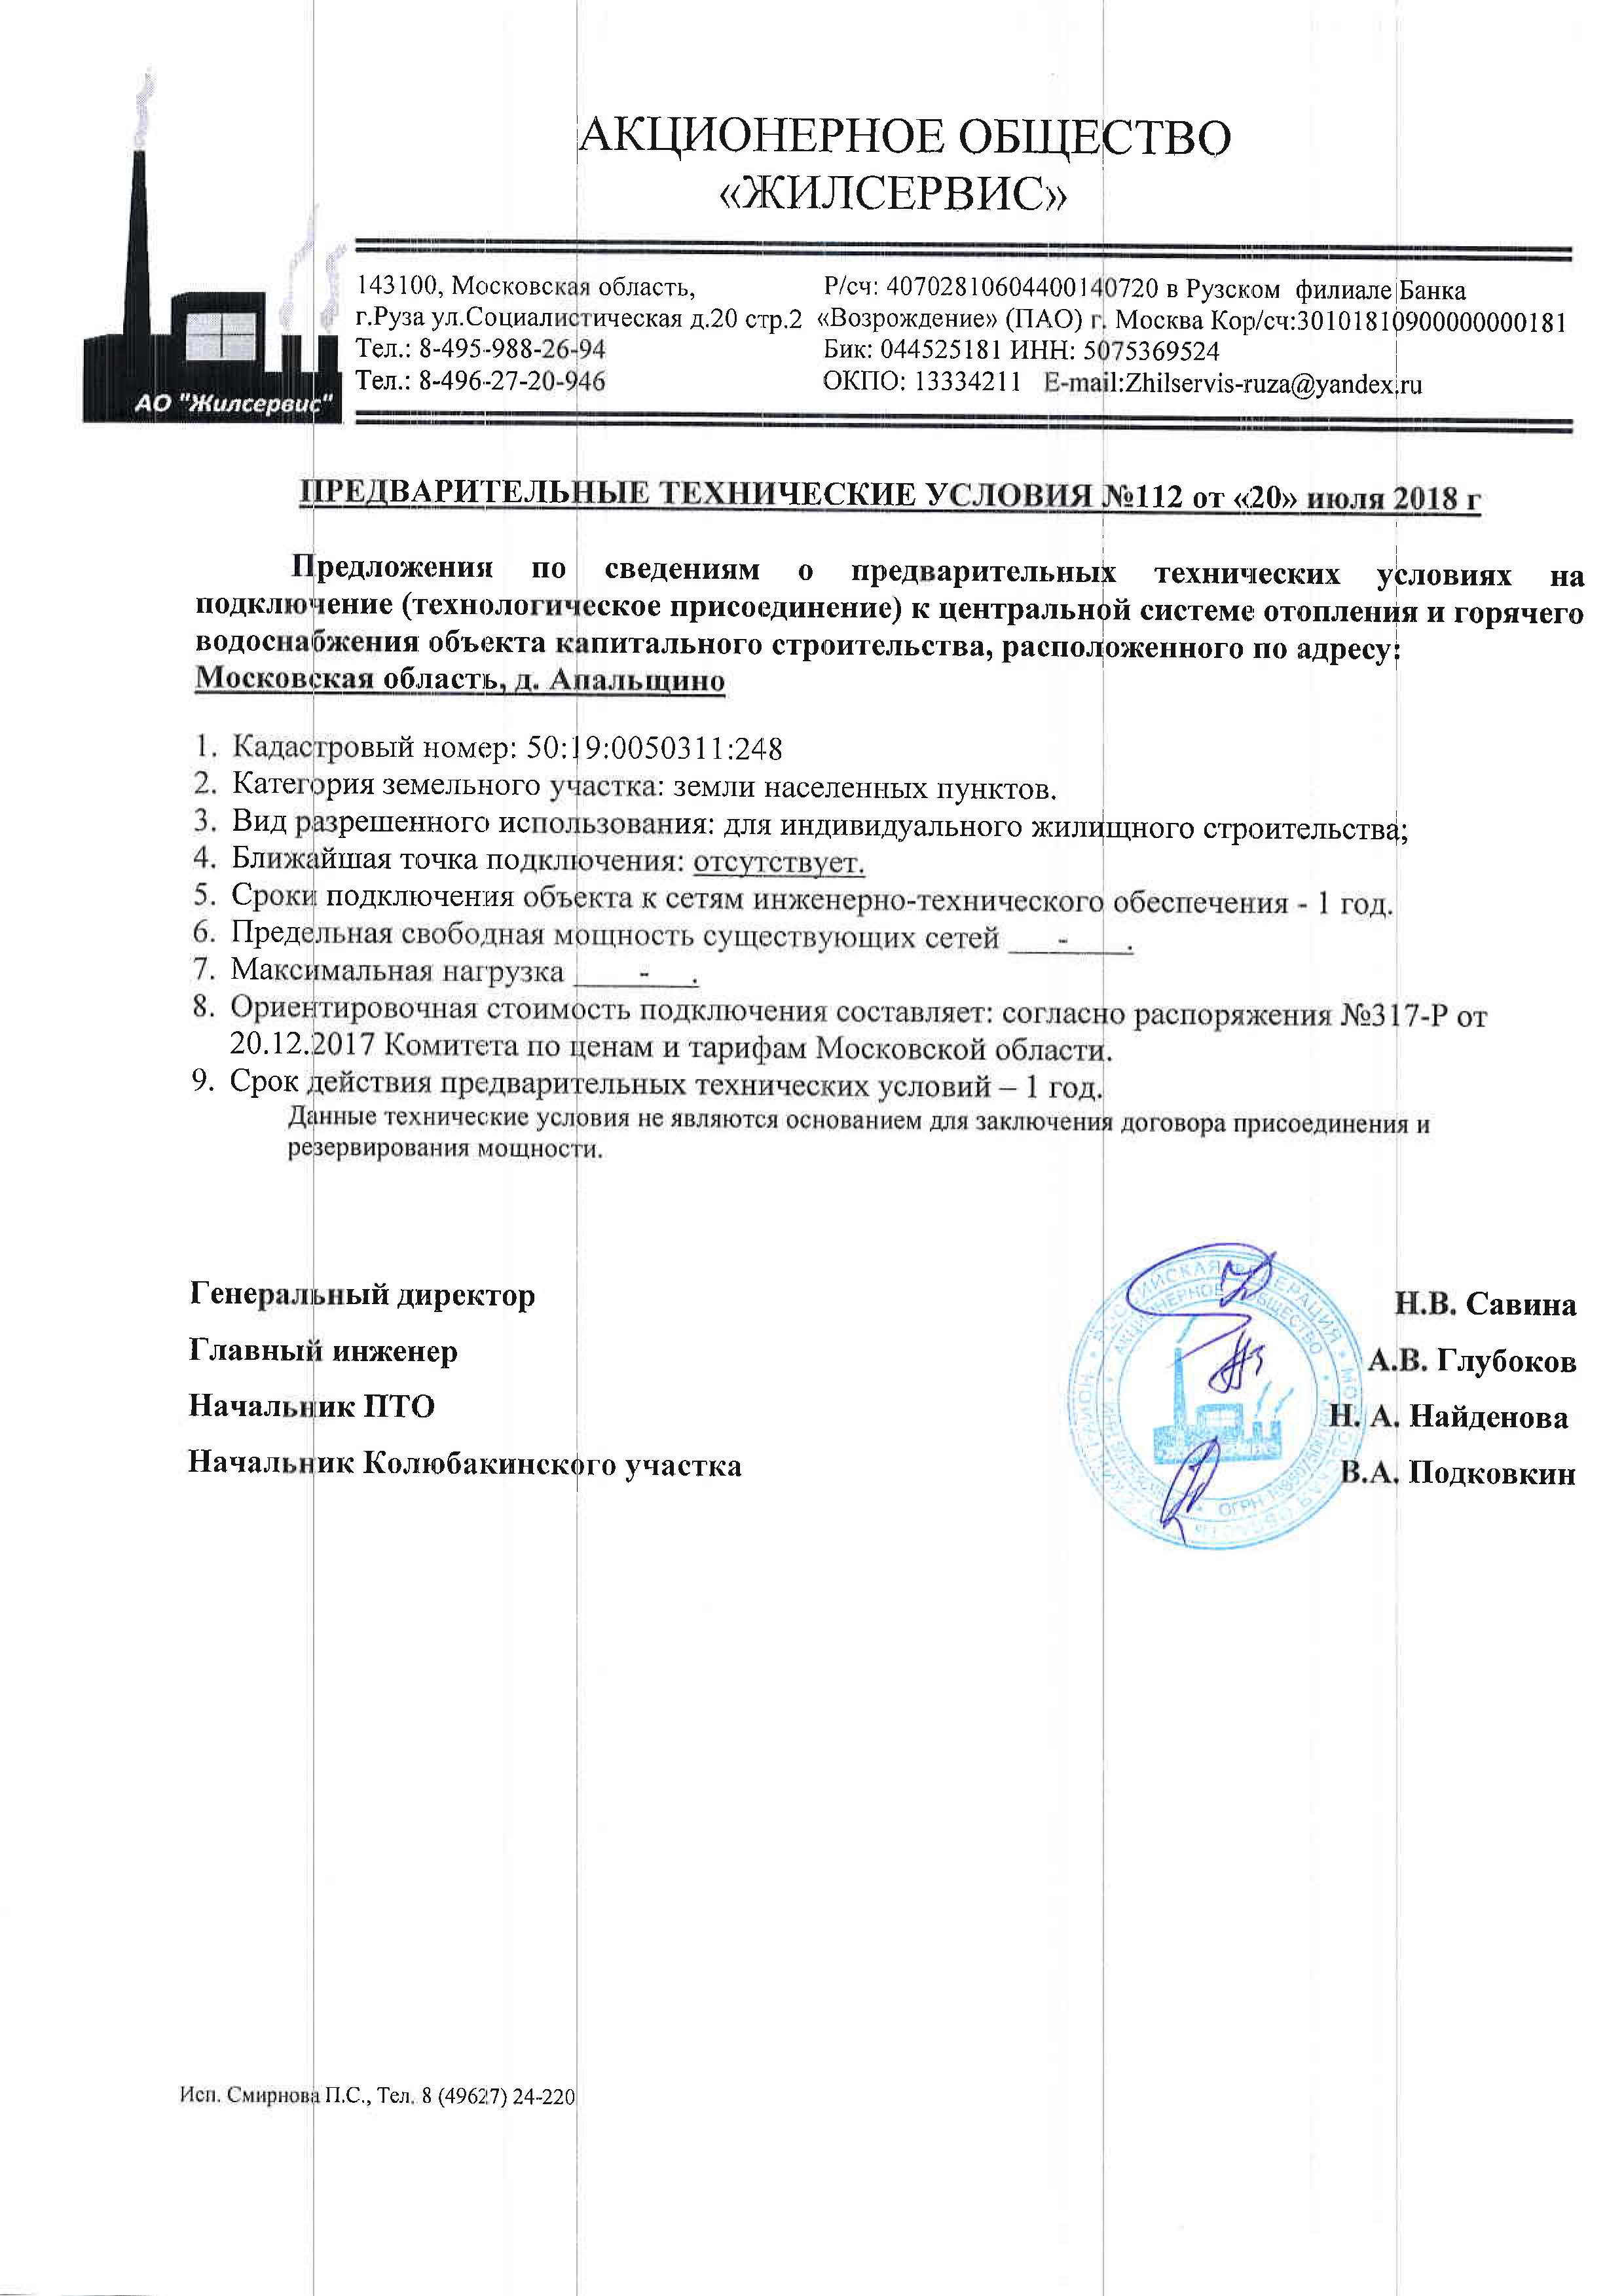 АКЦИОНЕРНОЕ ОБЩЕСТВО
«ЖИЛСЕРВИС»
АО "Жилсервис"
143100, Московская область,
г.Руза ул.Социалистическая д.20 стр.2
Тел.: 8-495-988-26-94
Тел.: 8-496-27-20-946
Р/сч: 40702810604400140720 в Рузском филиале Банка
«Возрождение» (ПАО) г. Москва Кор/сч:30101810900000000181
Бик: 044525181 ИНН: 5075369524
ОКПО: 13334211 E-mail:Zhilservis-ruza@yandex.ru
ПРЕДВАРИТЕЛЬНЫЕ ТЕХНИЧЕСКИЕ УСЛОВИЯ №112 от «20» июля 2018 г
Предложения по сведениям о предварительных технических условиях на
подключение (технологическое присоединение) к центральной системе отопления и горячего
водоснабжения объекта капитального строительства, расположенного по адресу:
Московская область, д. Апальщино
1. Кадастровый номер: 50:19:0050311:248
2. Категория земельного участка: земли населенных пунктов.
3. Вид разрешенного использования: для индивидуального жилищного строительства;
4. Ближайшая точка подключения: отсутствует.
5. Сроки подключения объекта к сетям инженерно-технического обеспечения - 1 год.
6. Предельная свободная мощность существующих сетей ___-____.
7. Максимальная нагрузка ____-___.
8. Ориентировочная стоимость подключения составляет: согласно распоряжения №317-Р от
20.12.2017 Комитета по ценам и тарифам Московской области.
9. Срок действия предварительных технических условий – 1 год.
Данные технические условия не являются основанием для заключения договора присоединения и
резервирования мощности.
Генеральный директор Н.В. Савина
Главный инженер А.В. Глубоков
Начальник ПТО Н. А. Найденова
Начальник Колюбакинского участка В.А. Подковкин
РОССИЙСКАЯ ФЕДЕРАЦИЯ
АКЦИОНЕРНОЕ ОБЩЕСТВО
Исп. Смирнова П.С., Тел. 8 (49627) 24-220